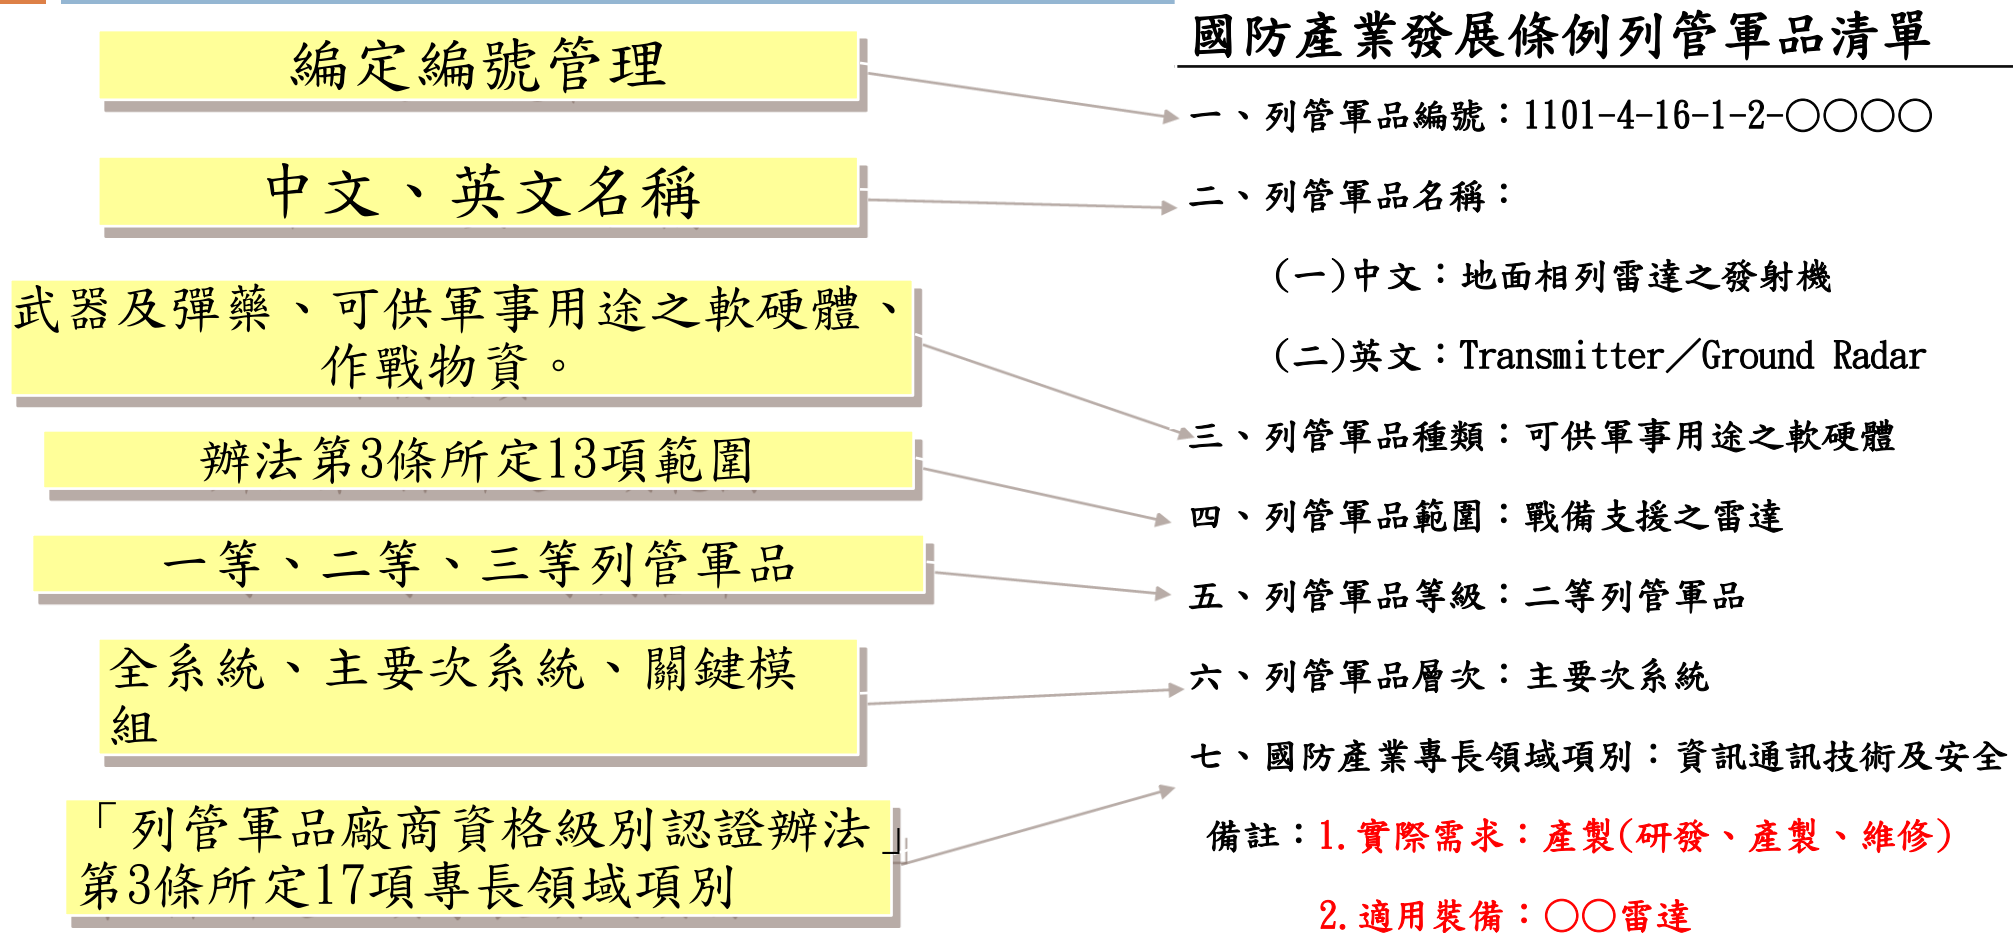 編定編號管理
中文、英文名稱
武器及彈藥、可供軍事用途之軟硬體、
作戰物資。
辦法第3條所定13項範圍
一等、二等、三等列管軍品
全系統、主要次系統、關鍵模
組
「列管軍品廠商資格級別認證辦法」
第3條所定17項專長領域項別
國防產業發展條例列管軍品清單
一、列管軍品編號：1101-4-16-1-2-○○○○
二、列管軍品名稱：
(一)中文：地面相列雷達之發射機
(二)英文：Transmitter／Ground Radar
三、列管軍品種類：可供軍事用途之軟硬體
四、列管軍品範圍：戰備支援之雷達
五、列管軍品等級：二等列管軍品
六、列管軍品層次：主要次系統
七、國防產業專長領域項別：資訊通訊技術及安全
備註：1.實際需求：產製(研發、產製、維修)
2.適用裝備：○○雷達